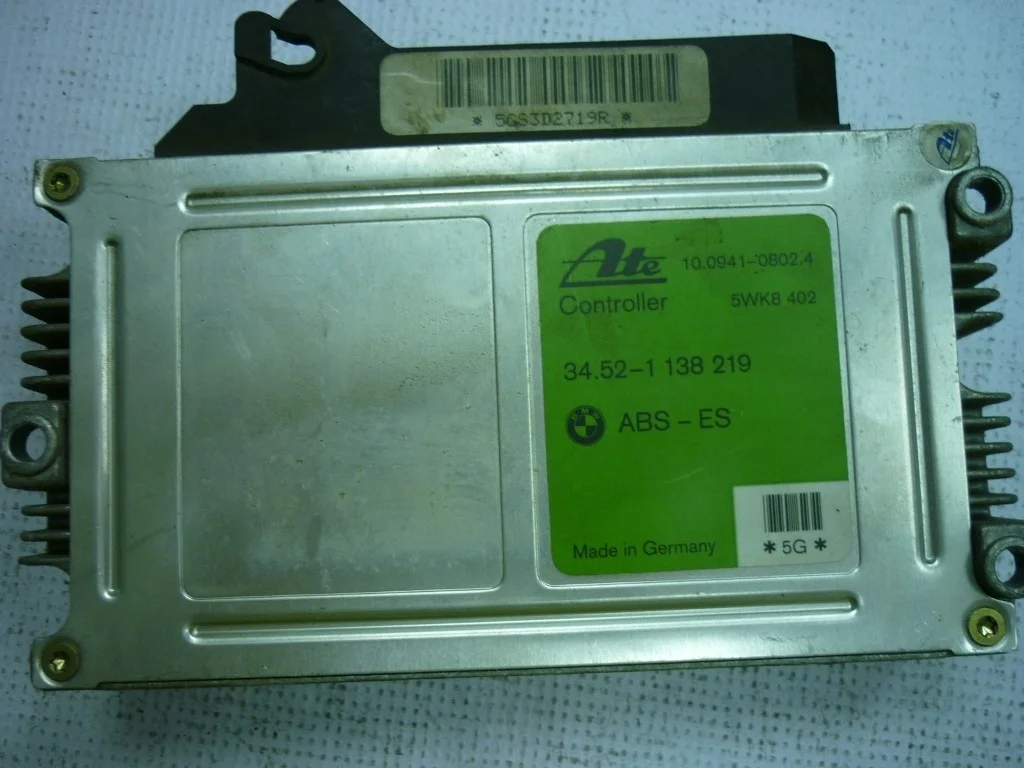 * 5GS3D2719R *
Ate
Ate
10.0941-0802.4
Controller
5WK8 402
34.52-1 138 219
ABS - ES
Made in Germany
* 5G *